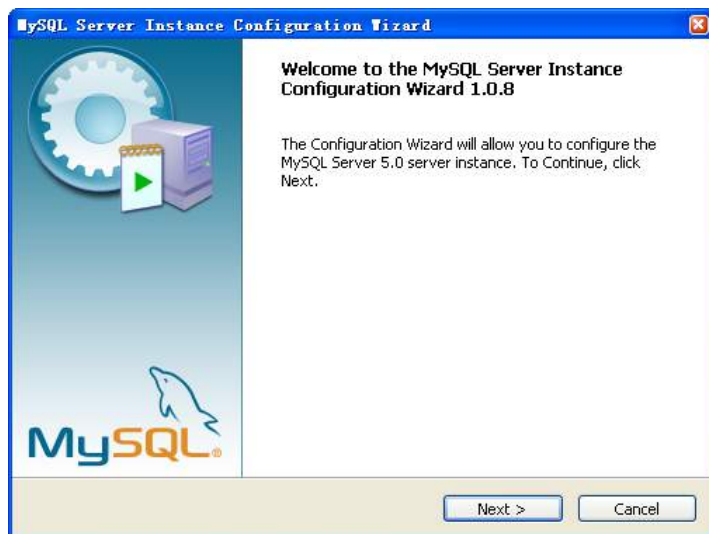 MySQL Server Instance Configuration Wizard
Welcome to the MySQL Server Instance
Configuration Wizard 1.0.8
The Configuration Wizard will allow you to configure the
MySQL Server 5.0 server instance. To Continue, click
Next.
MySQL®
Next >
Cancel